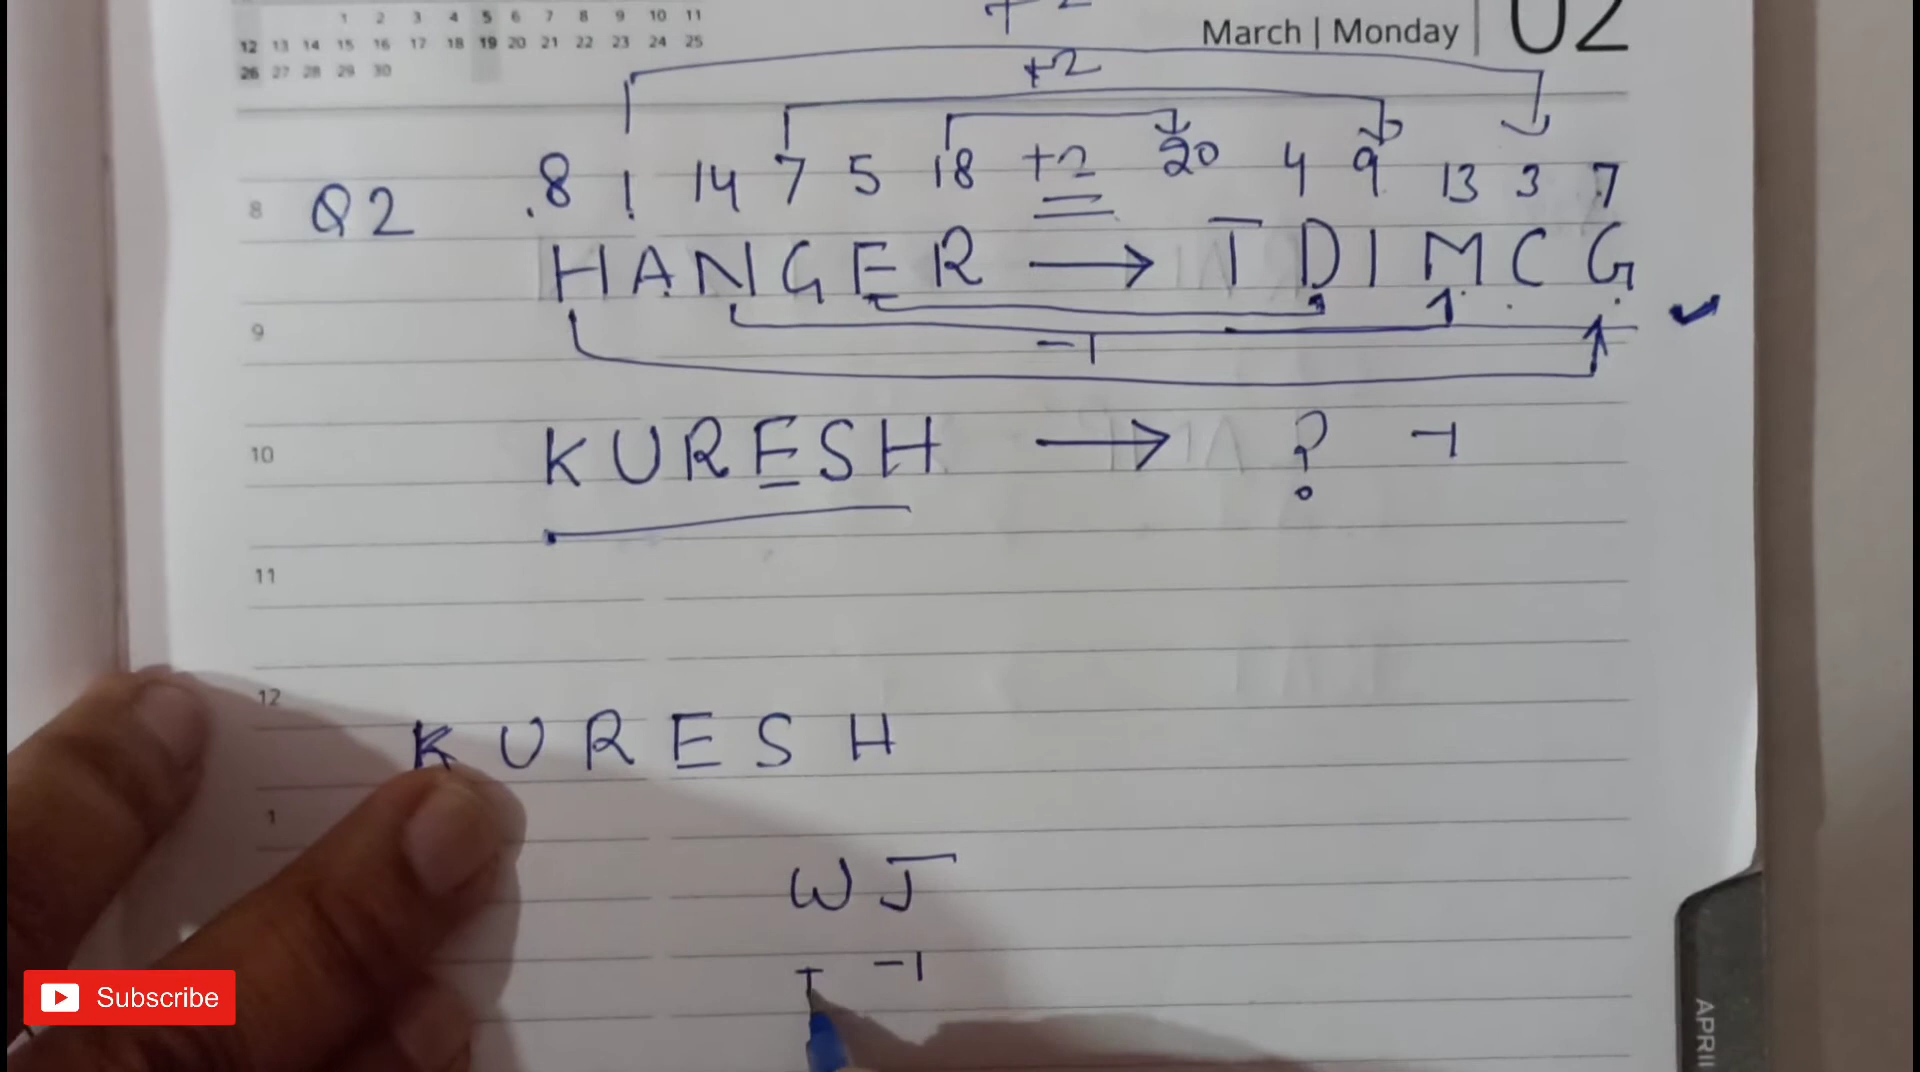 1 2 3 4 5 6 7 8 9 10 11
12 13 14 15 16 17 18 19 20 21 22 23 24 25
26 27 28 29 30
March | Monday 02
+2
+2
8 1 14 7 5 18 +2 20 4 9 13 3 7
8 Q2
HANGER → TDIMCG
9
-1
10 KURESH → ? -1
11
12
KURESH
1
WJ
I -1
Subscribe
APRIL